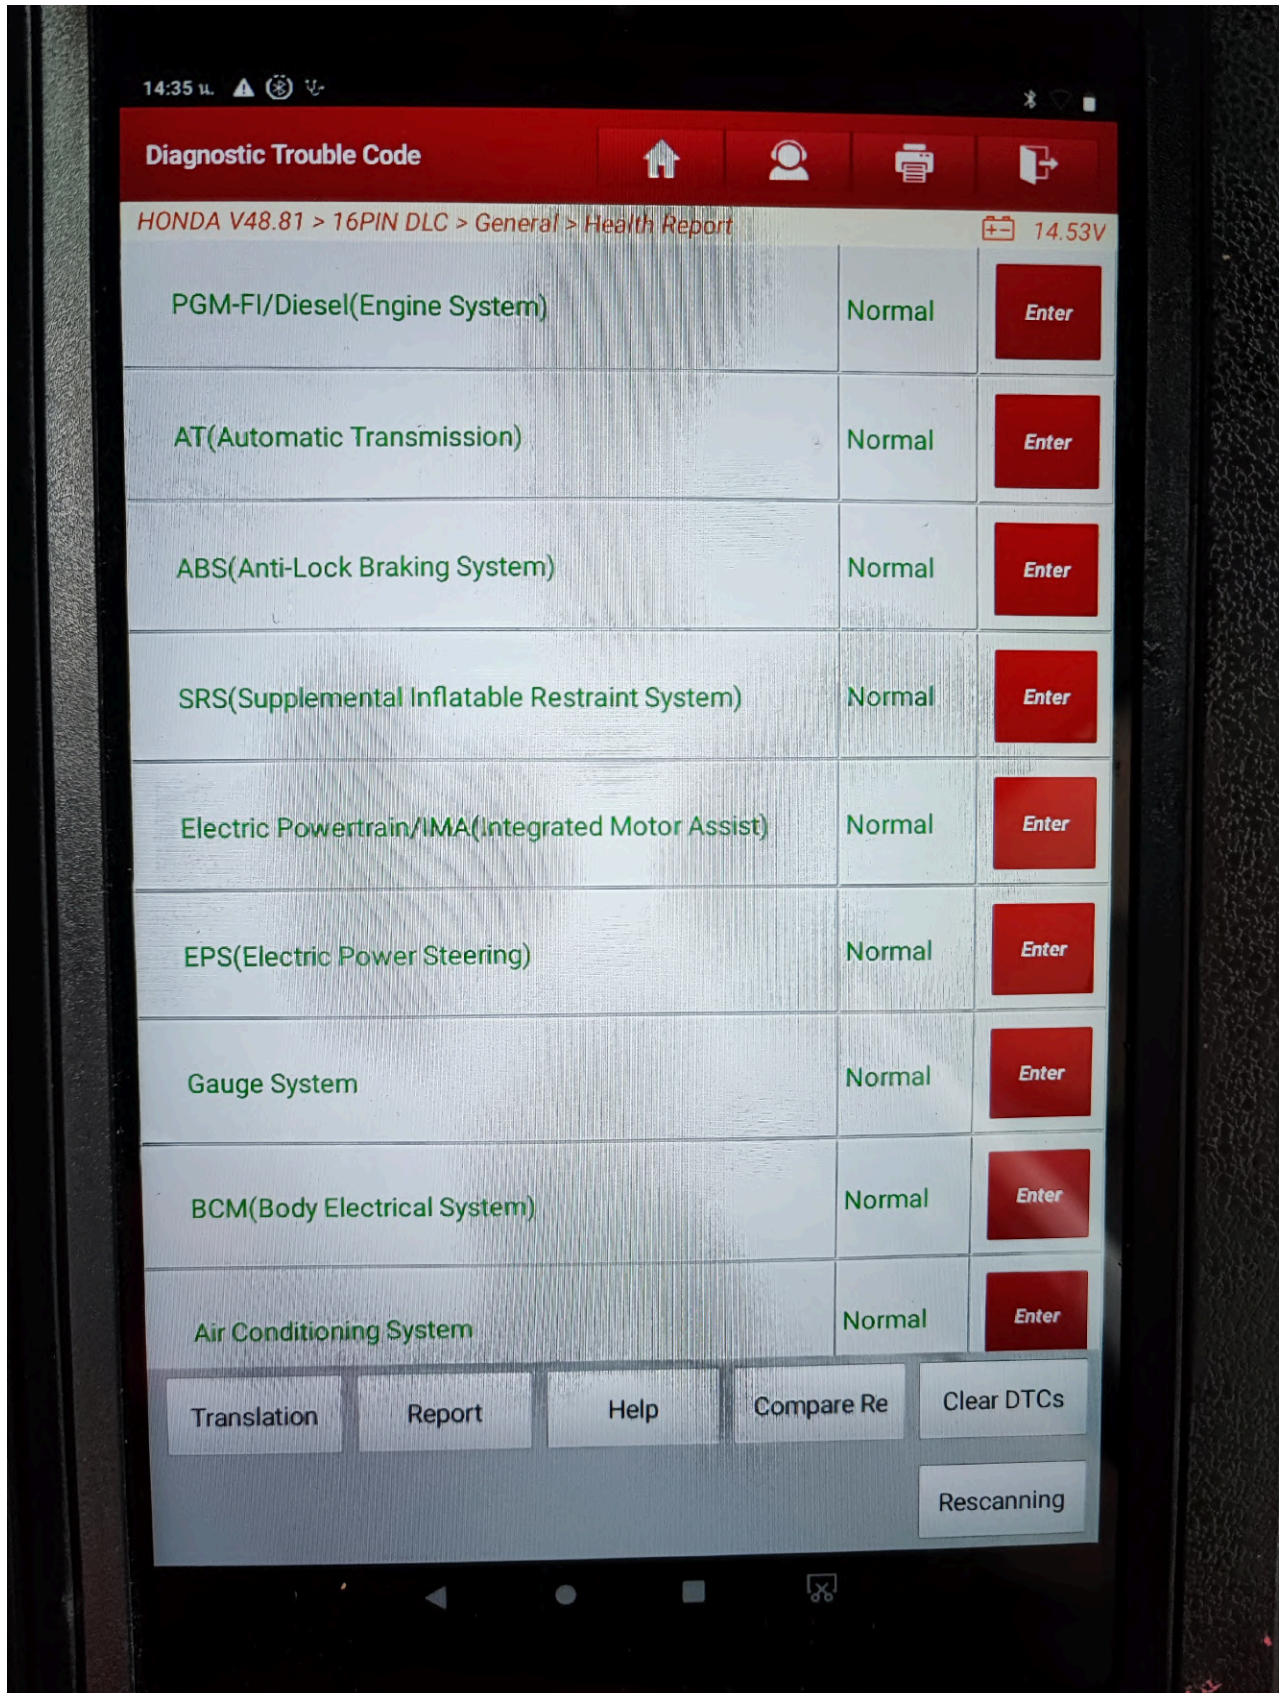 14:35 น.
Diagnostic Trouble Code
HONDA V48.81 > 16PIN DLC > General > Health Report 14.53V
PGM-FI/Diesel(Engine System) Normal Enter
AT(Automatic Transmission) Normal Enter
ABS(Anti-Lock Braking System) Normal Enter
SRS(Supplemental Inflatable Restraint System) Normal Enter
Electric Powertrain/IMA(Integrated Motor Assist) Normal Enter
EPS(Electric Power Steering) Normal Enter
Gauge System Normal Enter
BCM(Body Electrical System) Normal Enter
Air Conditioning System Normal Enter
Translation Report Help Compare Re Clear DTCs
Rescanning